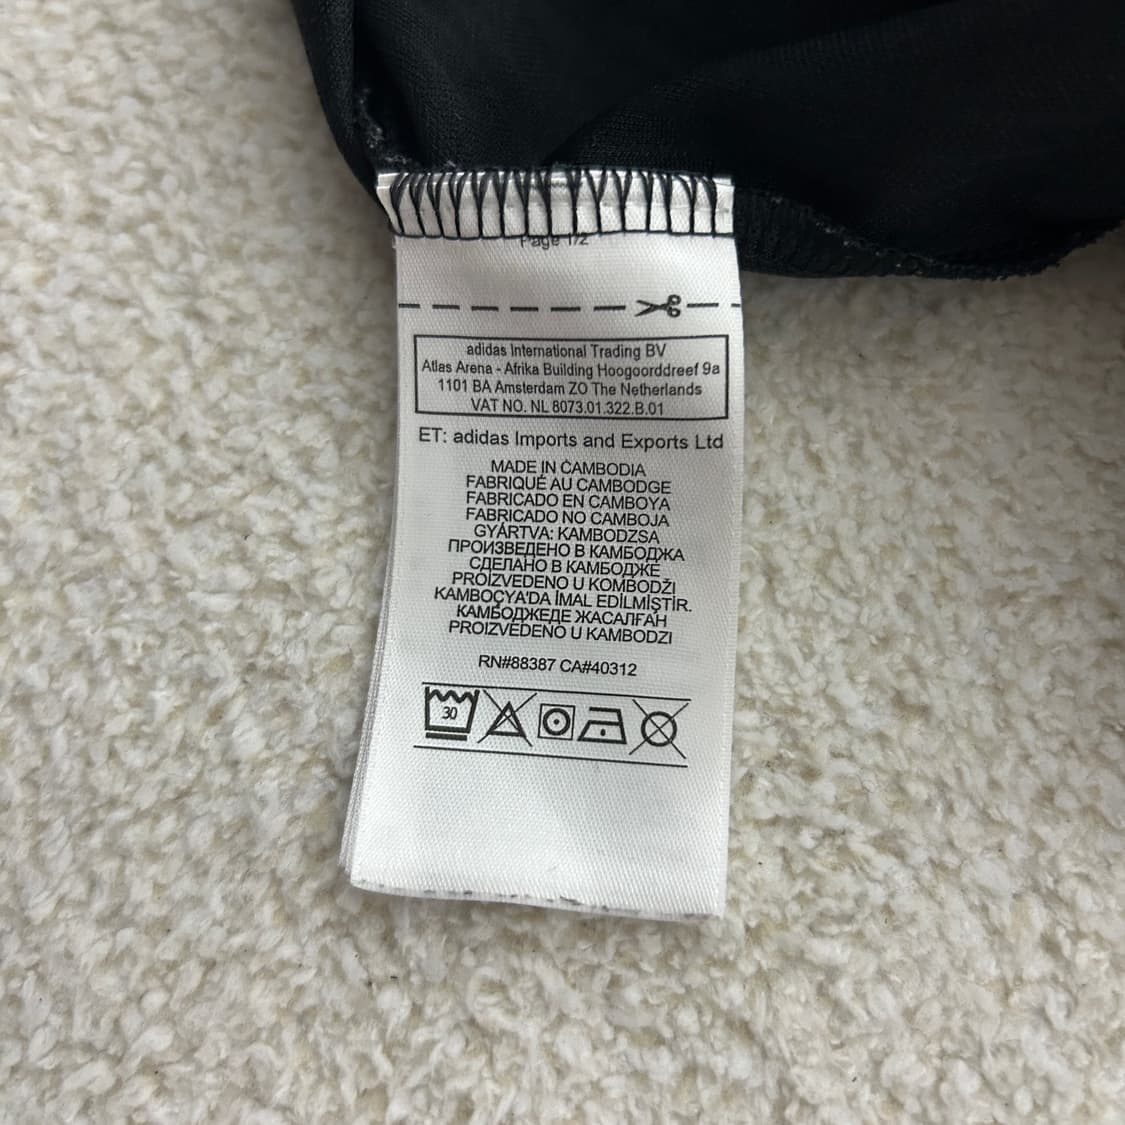 Page 1/2
adidas International Trading BV
Atlas Arena - Afrika Building Hoogoorddreef 9a
1101 BA Amsterdam ZO The Netherlands
VAT NO. NL 8073.01.322.B.01
ET: adidas Imports and Exports Ltd
MADE IN CAMBODIA
FABRIQUÉ AU CAMBODGE
FABRICADO EN CAMBOYA
FABRICADO NO CAMBOJA
GYÁRTVA: KAMBODZSA
ПРОИЗВЕДЕНО В КАМБОДЖА
СДЕЛАНО В КАМБОДЖЕ
PROIZVEDENO U KOMBODŽI
KAMBOÇYA'DA İMAL EDİLMİŞTİR.
КАМБОДЖЕДЕ ЖАСАЛҒАН
PROIZVEDENO U KAMBODZI
RN#88387 CA#40312
30